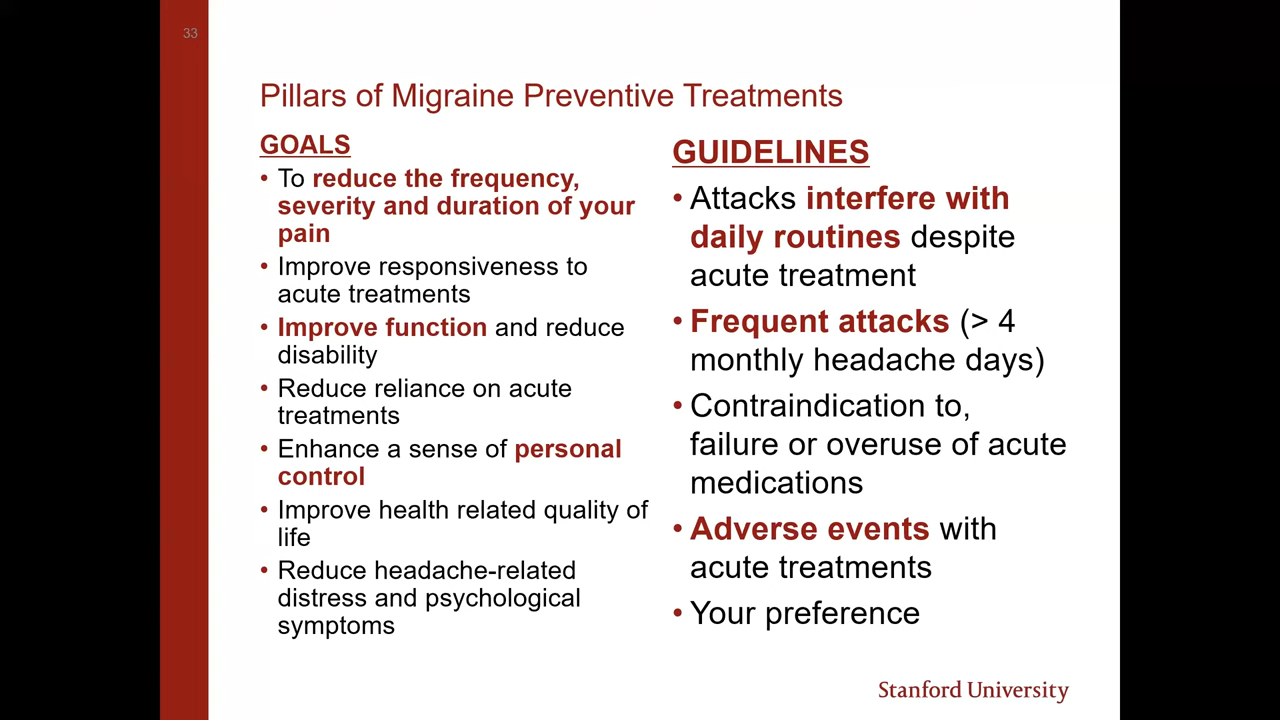 33
Pillars of Migraine Preventive Treatments
GOALS
• To reduce the frequency,
severity and duration of your
pain
• Improve responsiveness to
acute treatments
• Improve function and reduce
disability
• Reduce reliance on acute
treatments
• Enhance a sense of personal
control
• Improve health related quality of
life
• Reduce headache-related
distress and psychological
symptoms
GUIDELINES
• Attacks interfere with
daily routines despite
acute treatment
• Frequent attacks (> 4
monthly headache days)
• Contraindication to,
failure or overuse of acute
medications
• Adverse events with
acute treatments
• Your preference
Stanford University